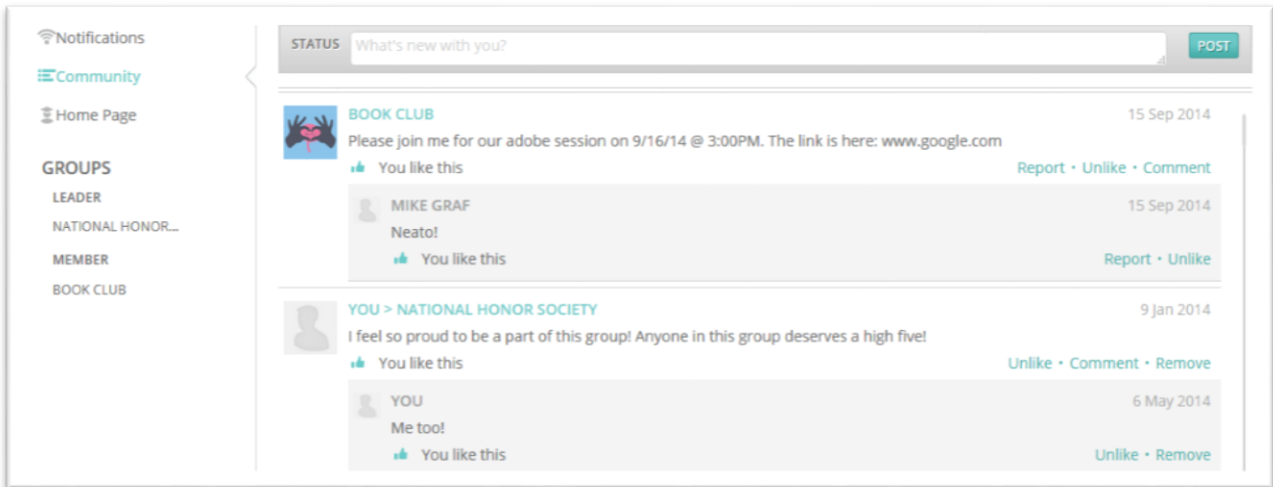 Notifications
Community
Home Page
GROUPS
LEADER
NATIONAL HONOR...
MEMBER
BOOK CLUB
STATUS What's new with you? POST
BOOK CLUB 15 Sep 2014
Please join me for our adobe session on 9/16/14 @ 3:00PM. The link is here: www.google.com
You like this Report • Unlike • Comment
MIKE GRAF 15 Sep 2014
Neato!
You like this Report • Unlike
YOU > NATIONAL HONOR SOCIETY 9 Jan 2014
I feel so proud to be a part of this group! Anyone in this group deserves a high five!
You like this Unlike • Comment • Remove
YOU 6 May 2014
Me too!
You like this Unlike • Remove